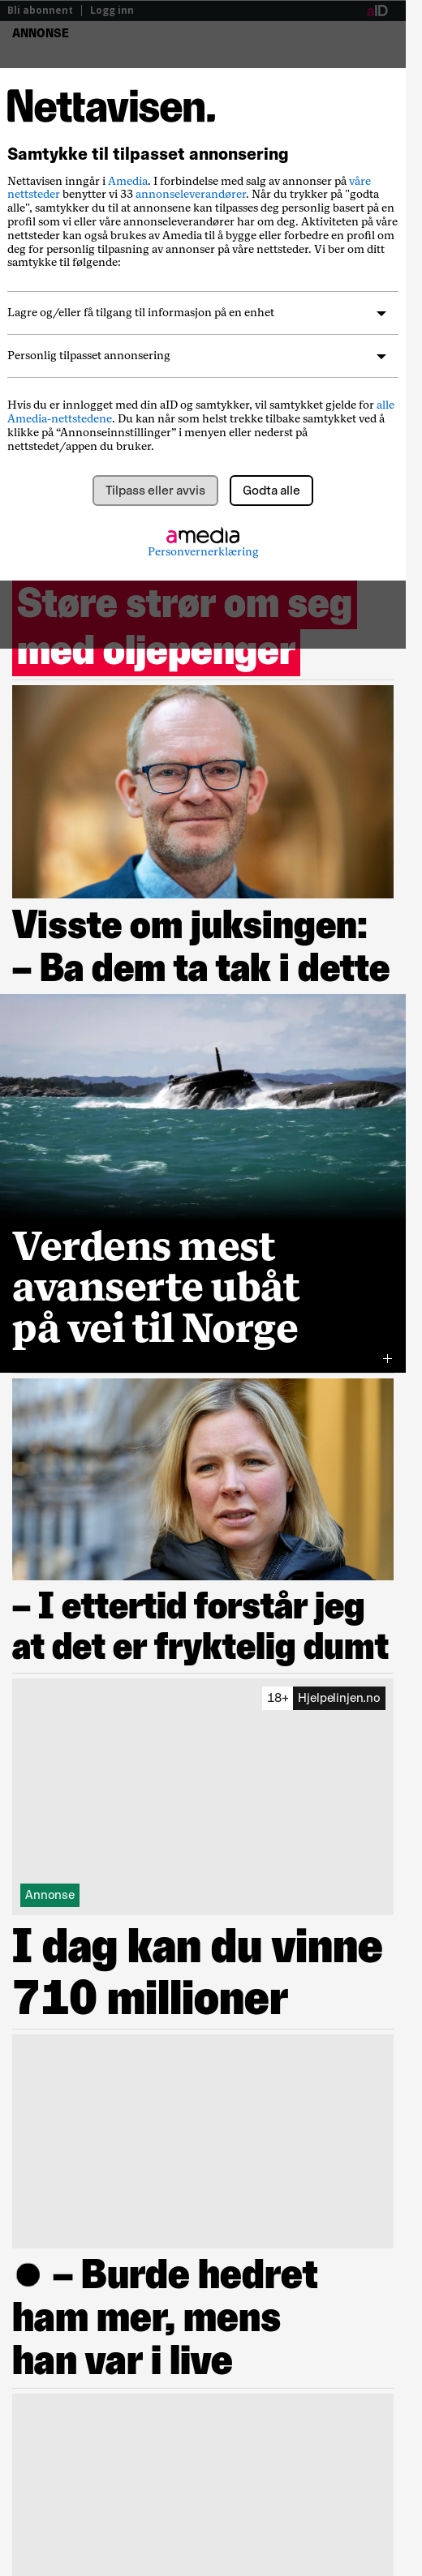 Bli abonnent | Logg inn
aID
ANNONSE
Nettavisen.
Samtykke til tilpasset annonsering
Nettavisen inngår i Amedia. I forbindelse med salg av annonser på våre
nettsteder benytter vi 33 annonseleverandører. Når du trykker på "godta
alle", samtykker du til at annonsene kan tilpasses deg personlig basert på en
profil som vi eller våre annonseleverandører har om deg. Aktiviteten på våre
nettsteder kan også brukes av Amedia til å bygge eller forbedre en profil om
deg for personlig tilpasning av annonser på våre nettsteder. Vi ber om ditt
samtykke til følgende:
Lagre og/eller få tilgang til informasjon på en enhet
Personlig tilpasset annonsering
Hvis du er innlogget med din aID og samtykker, vil samtykket gjelde for alle
Amedia-nettstedene. Du kan når som helst trekke tilbake samtykket ved å
klikke på “Annonseinnstillinger” i menyen eller nederst på
nettstedet/appen du bruker.
Tilpass eller avvis
Godta alle
amedia
Personvernerklæring
Støre strør om seg
med oljepenger
Visste om juksingen:
– Ba dem ta tak i dette
Verdens mest
avanserte ubåt
på vei til Norge
– I ettertid forstår jeg
at det er fryktelig dumt
18+ Hjelpelinjen.no
Annonse
I dag kan du vinne
710 millioner
● – Burde hedret
ham mer, mens
han var i live